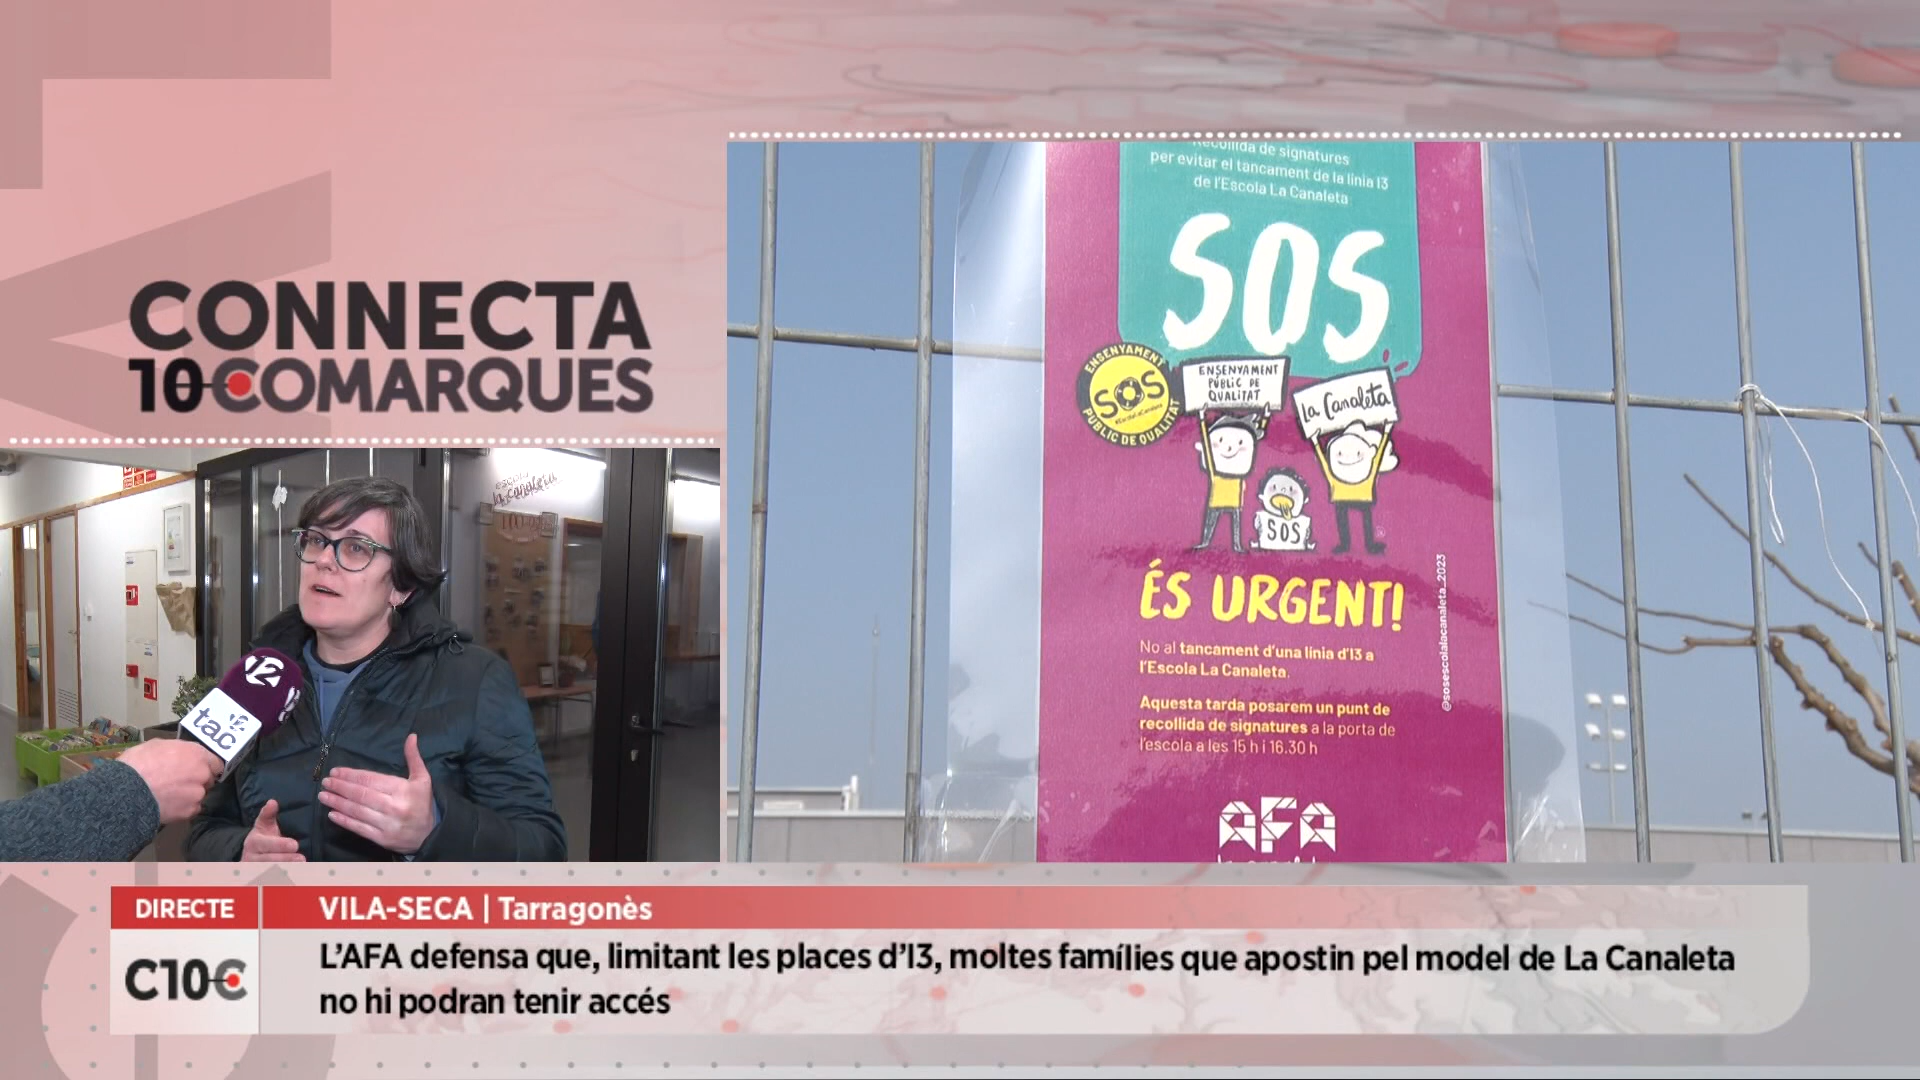 CONNECTA
10COMARQUES
escola
la canaleta
12
tac12
Recollida de signatures
per evitar el tancament de la línia I3
de l'Escola La Canaleta
SOS
ENSENYAMENT
SOS
PÚBLIC DE QUALITAT
ENSENYAMENT
PÚBLIC DE
QUALITAT
La Canaleta
SOS
ÉS URGENT!
@sosescolalacanaleta_2023
No al tancament d'una línia d'I3 a
l'Escola La Canaleta.
Aquesta tarda posarem un punt de
recollida de signatures a la porta de
l'escola a les 15 h i 16.30 h
AFA
DIRECTE
VILA-SECA | Tarragonès
C10C
L'AFA defensa que, limitant les places d'I3, moltes famílies que apostin pel model de La Canaleta
no hi podran tenir accés